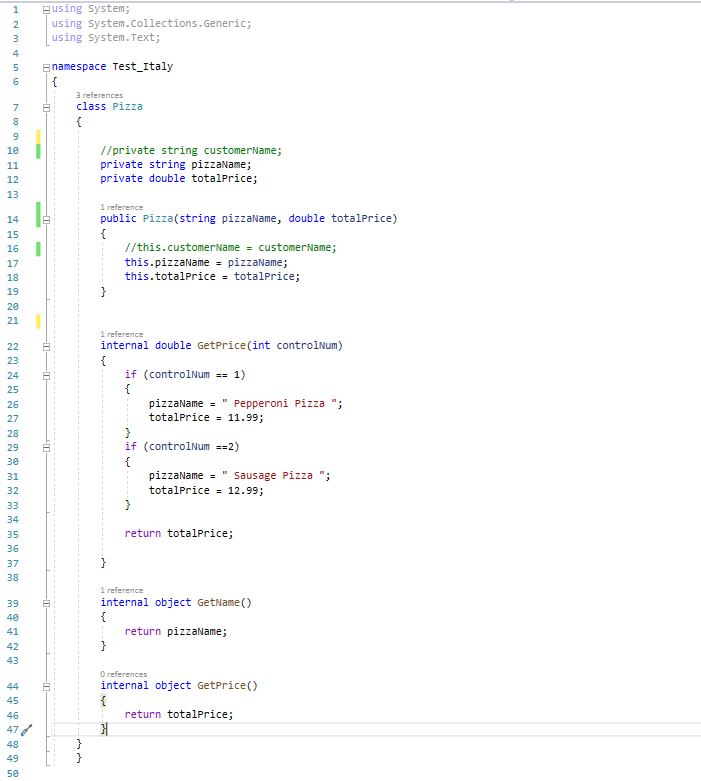 1 using System;
2 using System.Collections.Generic;
3 using System.Text;
4
5 namespace Test_Italy
6 {
3 references
7 class Pizza
8 {
9
10 //private string customerName;
11 private string pizzaName;
12 private double totalPrice;
13
1 reference
14 public Pizza(string pizzaName, double totalPrice)
15 {
16 //this.customerName = customerName;
17 this.pizzaName = pizzaName;
18 this.totalPrice = totalPrice;
19 }
20
21
1 reference
22 internal double GetPrice(int controlNum)
23 {
24 if (controlNum == 1)
25 {
26 pizzaName = " Pepperoni Pizza ";
27 totalPrice = 11.99;
28 }
29 if (controlNum ==2)
30 {
31 pizzaName = " Sausage Pizza ";
32 totalPrice = 12.99;
33 }
34
35 return totalPrice;
36
37 }
38
1 reference
39 internal object GetName()
40 {
41 return pizzaName;
42 }
43
0 references
44 internal object GetPrice()
45 {
46 return totalPrice;
47 }
48 }
49 }
50